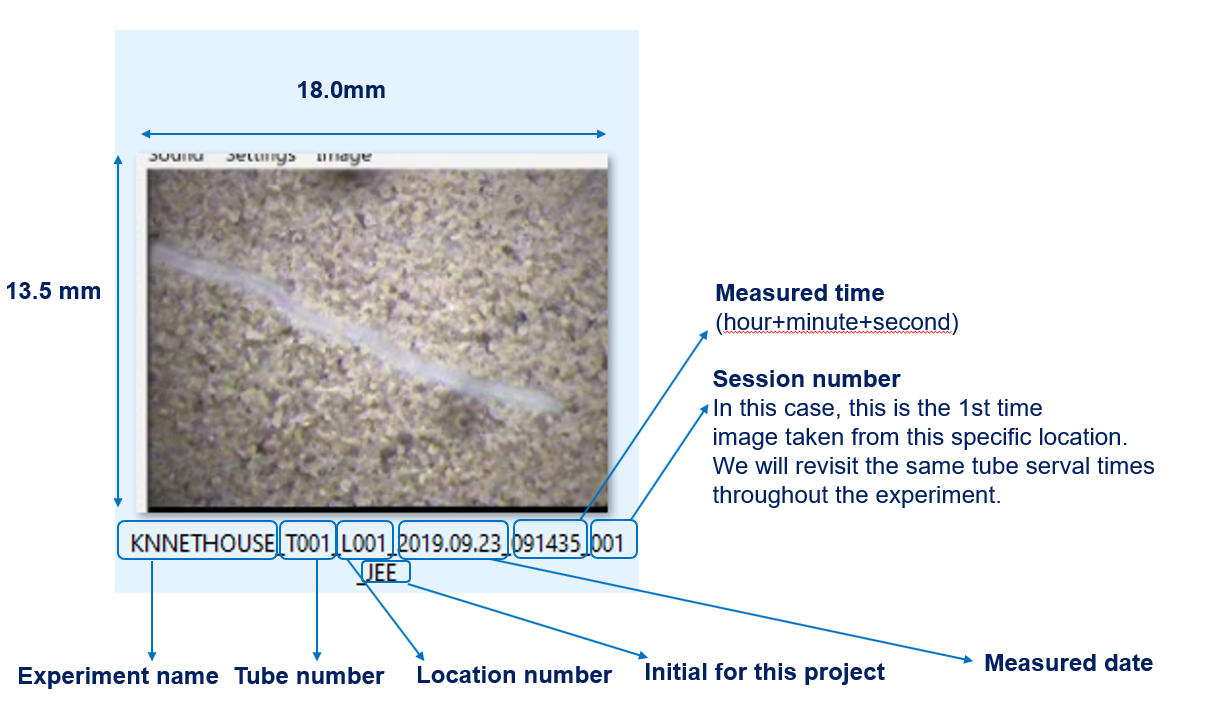 18.0mm
Sound Settings Image
13.5 mm
Measured time
(hour+minute+second)
Session number
In this case, this is the 1st time
image taken from this specific location.
We will revisit the same tube serval times
throughout the experiment.
KNNETHOUSE_T001_L001_2019.09.23_091435_001
_JEE
Experiment name
Tube number
Location number
Initial for this project
Measured date